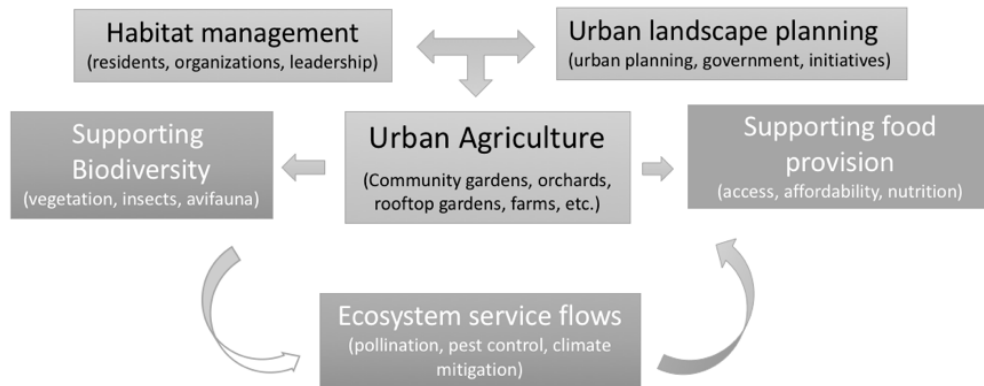 Habitat management
(residents, organizations, leadership)
Urban landscape planning
(urban planning, government, initiatives)
Supporting
Biodiversity
(vegetation, insects, avifauna)
Urban Agriculture
(Community gardens, orchards,
rooftop gardens, farms, etc.)
Supporting food
provision
(access, affordability, nutrition)
Ecosystem service flows
(pollination, pest control, climate
mitigation)